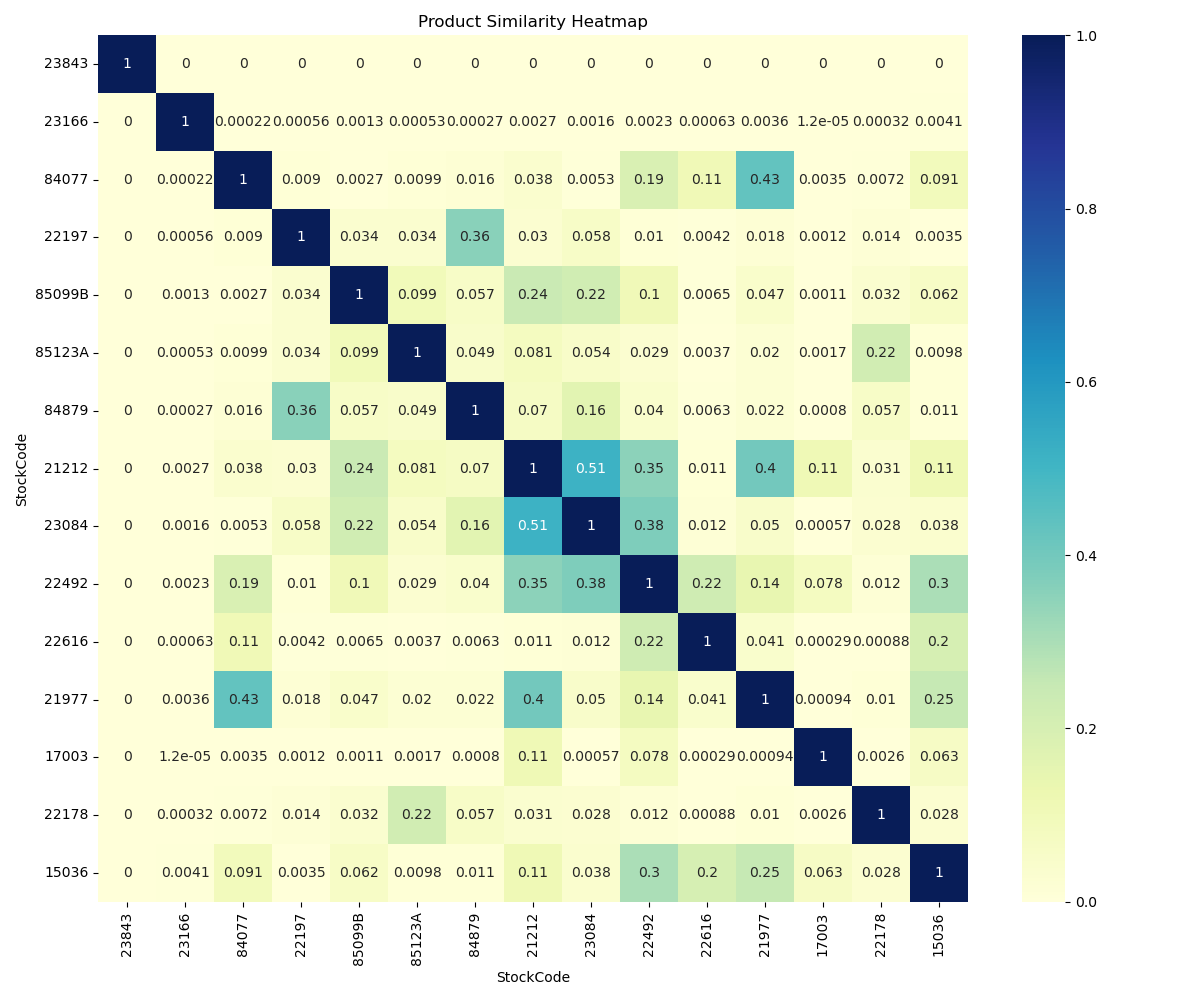 Product Similarity Heatmap
23843 1 0 0 0 0 0 0 0 0 0 0 0 0 0 0
23166 0 1 0.00022 0.00056 0.0013 0.00053 0.00027 0.0027 0.0016 0.0023 0.00063 0.0036 1.2e-05 0.00032 0.0041
84077 0 0.00022 1 0.009 0.0027 0.0099 0.016 0.038 0.0053 0.19 0.11 0.43 0.0035 0.0072 0.091
22197 0 0.00056 0.009 1 0.034 0.034 0.36 0.03 0.058 0.01 0.0042 0.018 0.0012 0.014 0.0035
85099B 0 0.0013 0.0027 0.034 1 0.099 0.057 0.24 0.22 0.1 0.0065 0.047 0.0011 0.032 0.062
85123A 0 0.00053 0.0099 0.034 0.099 1 0.049 0.081 0.054 0.029 0.0037 0.02 0.0017 0.22 0.0098
84879 0 0.00027 0.016 0.36 0.057 0.049 1 0.07 0.16 0.04 0.0063 0.022 0.0008 0.057 0.011
21212 0 0.0027 0.038 0.03 0.24 0.081 0.07 1 0.51 0.35 0.011 0.4 0.11 0.031 0.11
23084 0 0.0016 0.0053 0.058 0.22 0.054 0.16 0.51 1 0.38 0.012 0.05 0.00057 0.028 0.038
22492 0 0.0023 0.19 0.01 0.1 0.029 0.04 0.35 0.38 1 0.22 0.14 0.078 0.012 0.3
22616 0 0.00063 0.11 0.0042 0.0065 0.0037 0.0063 0.011 0.012 0.22 1 0.041 0.00029 0.00088 0.2
21977 0 0.0036 0.43 0.018 0.047 0.02 0.022 0.4 0.05 0.14 0.041 1 0.00094 0.01 0.25
17003 0 1.2e-05 0.0035 0.0012 0.0011 0.0017 0.0008 0.11 0.00057 0.078 0.00029 0.00094 1 0.0026 0.063
22178 0 0.00032 0.0072 0.014 0.032 0.22 0.057 0.031 0.028 0.012 0.00088 0.01 0.0026 1 0.028
15036 0 0.0041 0.091 0.0035 0.062 0.0098 0.011 0.11 0.038 0.3 0.2 0.25 0.063 0.028 1
23843 23166 84077 22197 85099B 85123A 84879 21212 23084 22492 22616 21977 17003 22178 15036
StockCode
StockCode
1.0
0.8
0.6
0.4
0.2
0.0